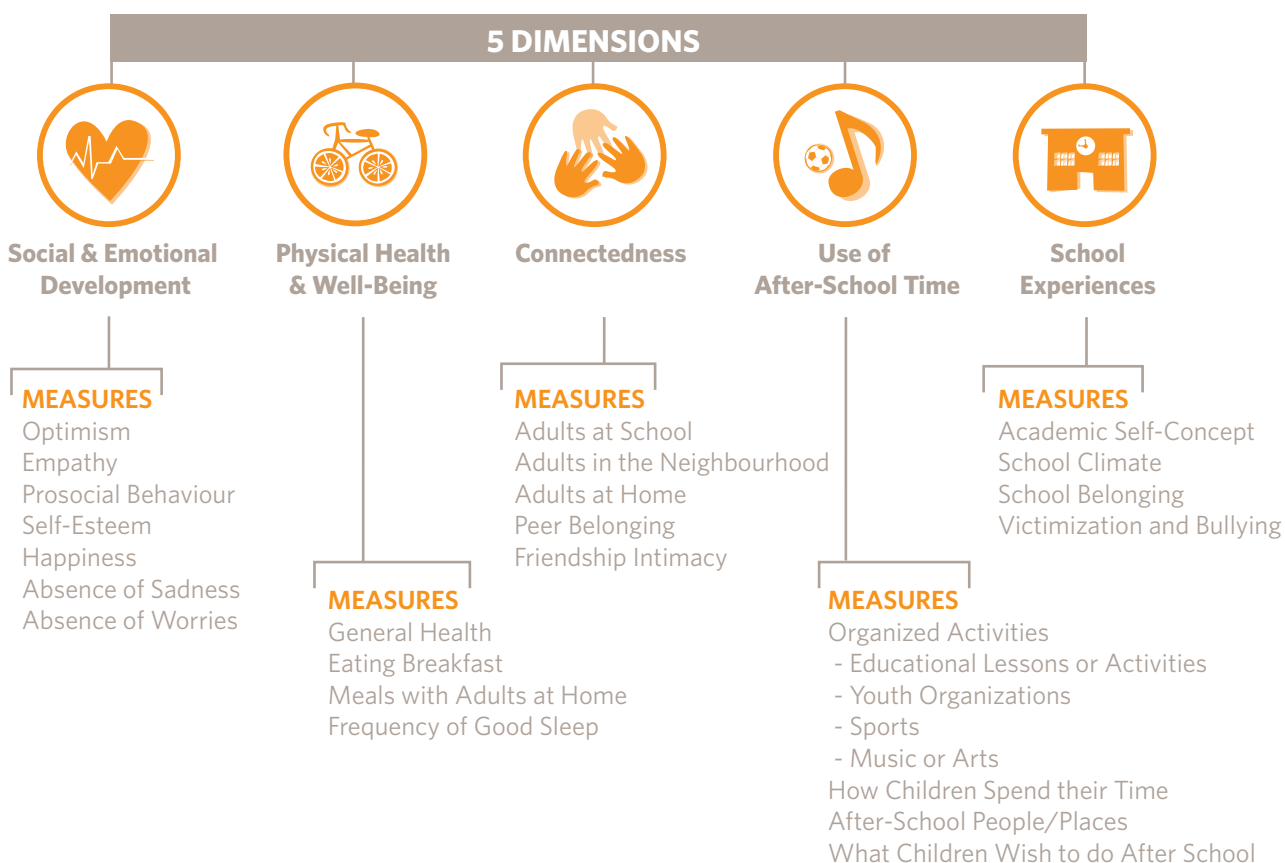 5 DIMENSIONS
Social & Emotional
Development
Physical Health
& Well-Being
Connectedness
Use of
After-School Time
School
Experiences
MEASURES
Optimism
Empathy
Prosocial Behaviour
Self-Esteem
Happiness
Absence of Sadness
Absence of Worries
MEASURES
General Health
Eating Breakfast
Meals with Adults at Home
Frequency of Good Sleep
MEASURES
Adults at School
Adults in the Neighbourhood
Adults at Home
Peer Belonging
Friendship Intimacy
MEASURES
Organized Activities
- Educational Lessons or Activities
- Youth Organizations
- Sports
- Music or Arts
How Children Spend their Time
After-School People/Places
What Children Wish to do After School
MEASURES
Academic Self-Concept
School Climate
School Belonging
Victimization and Bullying